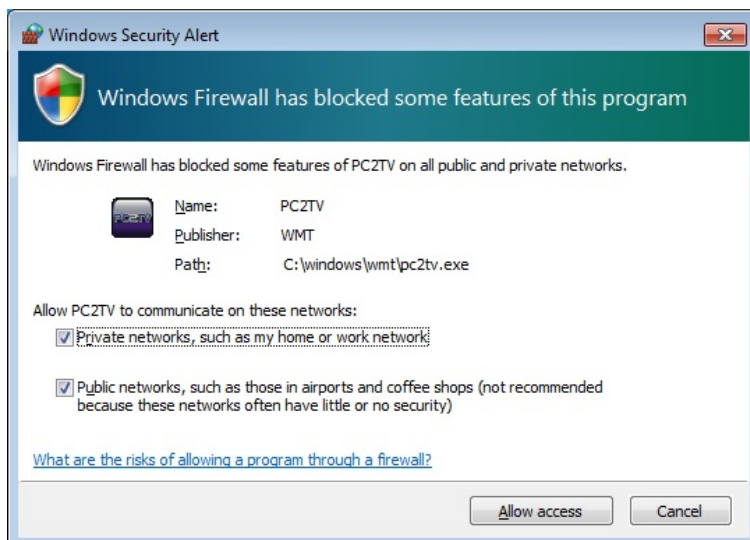 Windows Security Alert
Windows Firewall has blocked some features of this program
Windows Firewall has blocked some features of PC2TV on all public and private networks.
PC2TV
Name: PC2TV
Publisher: WMT
Path: C:\windows\wmt\pc2tv.exe
Allow PC2TV to communicate on these networks:
Private networks, such as my home or work network
Public networks, such as those in airports and coffee shops (not recommended
because these networks often have little or no security)
What are the risks of allowing a program through a firewall?
Allow access Cancel